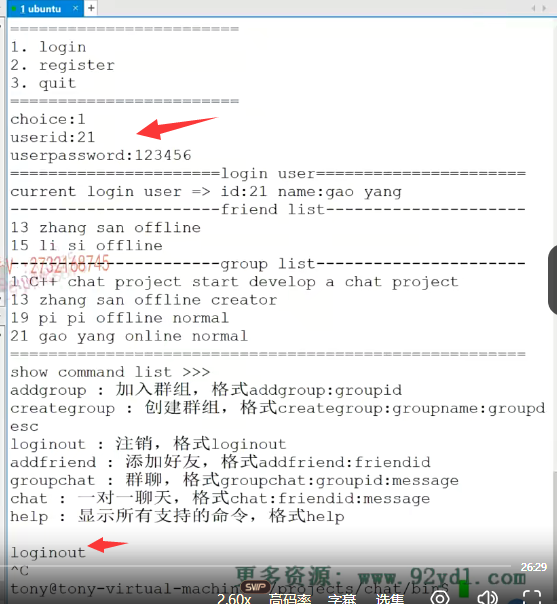 1 ubuntu
========================
1. login
2. register
3. quit
========================
choice:1
userid:21
userpassword:123456
======================login user======================
current login user => id:21 name:gao yang
----------------------friend list---------------------
13 zhang san offline
15 li si offline
----------------------group list----------------------
1 C++ chat project start develop a chat project
13 zhang san offline creator
19 pi pi offline normal
21 gao yang online normal
======================================================
show command list >>>
addgroup : 加入群组，格式addgroup:groupid
creategroup : 创建群组，格式creategroup:groupname:groupd
esc
loginout : 注销，格式loginout
addfriend : 添加好友，格式addfriend:friendid
groupchat : 群聊，格式groupchat:groupid:message
chat : 一对一聊天，格式chat:friendid:message
help : 显示所有支持的命令，格式help
loginout
^C
26:29
更多资源：www.92yd1.com
tony@tony-virtual-machin
/projects/chat/bin$
2.60x
SWIP
高码率
字幕
选集
V :2732168745